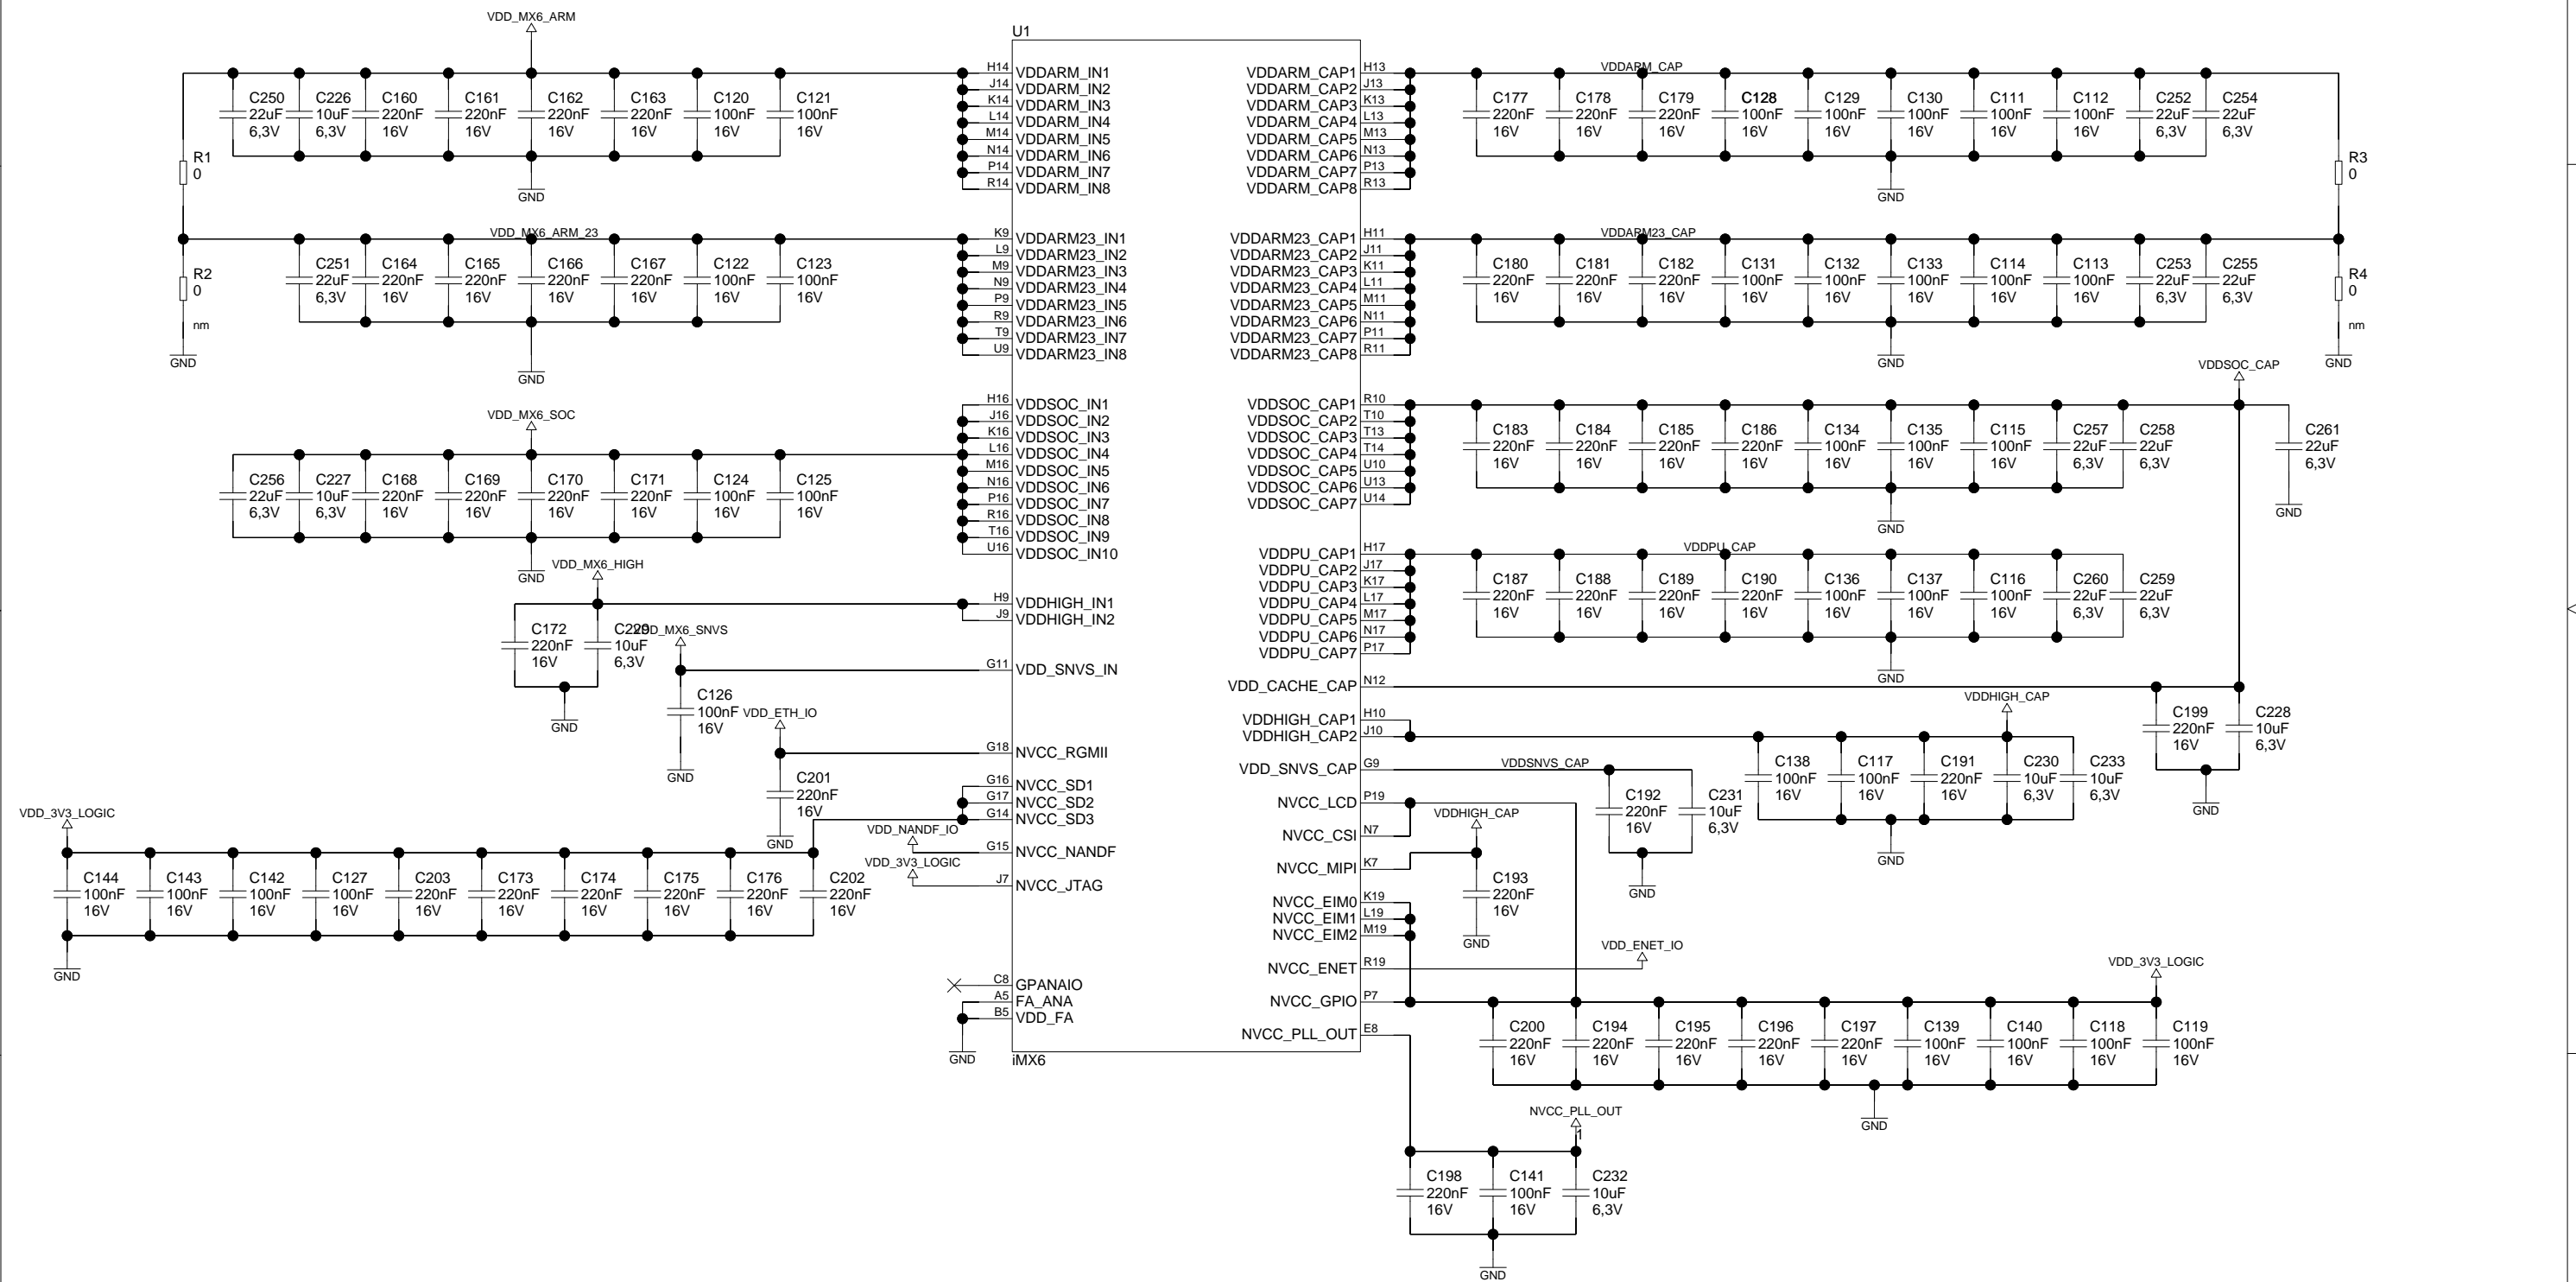 VDD_MX6_ARM
U1
C250
22uF
6,3V
C226
10uF
6,3V
C160
220nF
16V
C161
220nF
16V
C162
220nF
16V
C163
220nF
16V
C120
100nF
16V
C121
100nF
16V
GND
R1
0
VDD_MX6_ARM_23
C251
22uF
6,3V
C164
220nF
16V
C165
220nF
16V
C166
220nF
16V
C167
220nF
16V
C122
100nF
16V
C123
100nF
16V
GND
R2
0
nm
GND
VDD_MX6_SOC
C256
22uF
6,3V
C227
10uF
6,3V
C168
220nF
16V
C169
220nF
16V
C170
220nF
16V
C171
220nF
16V
C124
100nF
16V
C125
100nF
16V
GND
VDD_MX6_HIGH
C172
220nF
16V
C229
10uF
6,3V
GND
VDD_MX6_SNVS
C126
100nF
16V
GND
VDD_ETH_IO
C201
220nF
16V
GND
VDD_3V3_LOGIC
C144
100nF
16V
C143
100nF
16V
C142
100nF
16V
C127
100nF
16V
C203
220nF
16V
C173
220nF
16V
C174
220nF
16V
C175
220nF
16V
C176
220nF
16V
C202
220nF
16V
GND
VDD_NANDF_IO
VDD_3V3_LOGIC
GND
H14 VDDARM_IN1
J14 VDDARM_IN2
K14 VDDARM_IN3
L14 VDDARM_IN4
M14 VDDARM_IN5
N14 VDDARM_IN6
P14 VDDARM_IN7
R14 VDDARM_IN8
K9 VDDARM23_IN1
L9 VDDARM23_IN2
M9 VDDARM23_IN3
N9 VDDARM23_IN4
P9 VDDARM23_IN5
R9 VDDARM23_IN6
T9 VDDARM23_IN7
U9 VDDARM23_IN8
H16 VDDSOC_IN1
J16 VDDSOC_IN2
K16 VDDSOC_IN3
L16 VDDSOC_IN4
M16 VDDSOC_IN5
N16 VDDSOC_IN6
P16 VDDSOC_IN7
R16 VDDSOC_IN8
T16 VDDSOC_IN9
U16 VDDSOC_IN10
H9 VDDHIGH_IN1
J9 VDDHIGH_IN2
G11 VDD_SNVS_IN
G18 NVCC_RGMII
G16 NVCC_SD1
G17 NVCC_SD2
G14 NVCC_SD3
G15 NVCC_NANDF
J7 NVCC_JTAG
C8 GPANAIO
A5 FA_ANA
B5 VDD_FA
iMX6
VDDARM_CAP1 H13
VDDARM_CAP2 J13
VDDARM_CAP3 K13
VDDARM_CAP4 L13
VDDARM_CAP5 M13
VDDARM_CAP6 N13
VDDARM_CAP7 P13
VDDARM_CAP8 R13
VDDARM23_CAP1 H11
VDDARM23_CAP2 J11
VDDARM23_CAP3 K11
VDDARM23_CAP4 L11
VDDARM23_CAP5 M11
VDDARM23_CAP6 N11
VDDARM23_CAP7 P11
VDDARM23_CAP8 R11
VDDSOC_CAP1 R10
VDDSOC_CAP2 T10
VDDSOC_CAP3 T13
VDDSOC_CAP4 T14
VDDSOC_CAP5 U10
VDDSOC_CAP6 U13
VDDSOC_CAP7 U14
VDDPU_CAP1 H17
VDDPU_CAP2 J17
VDDPU_CAP3 K17
VDDPU_CAP4 L17
VDDPU_CAP5 M17
VDDPU_CAP6 N17
VDDPU_CAP7 P17
VDD_CACHE_CAP N12
VDDHIGH_CAP1 H10
VDDHIGH_CAP2 J10
VDD_SNVS_CAP G9
NVCC_LCD P19
NVCC_CSI N7
NVCC_MIPI K7
NVCC_EIM0 K19
NVCC_EIM1 L19
NVCC_EIM2 M19
NVCC_ENET R19
NVCC_GPIO P7
NVCC_PLL_OUT E8
VDDARM_CAP
C177
220nF
16V
C178
220nF
16V
C179
220nF
16V
C128
100nF
16V
C129
100nF
16V
C130
100nF
16V
C111
100nF
16V
C112
100nF
16V
C252
22uF
6,3V
C254
22uF
6,3V
GND
R3
0
VDDARM23_CAP
C180
220nF
16V
C181
220nF
16V
C182
220nF
16V
C131
100nF
16V
C132
100nF
16V
C133
100nF
16V
C114
100nF
16V
C113
100nF
16V
C253
22uF
6,3V
C255
22uF
6,3V
GND
R4
0
nm
GND
VDDSOC_CAP
C183
220nF
16V
C184
220nF
16V
C185
220nF
16V
C186
220nF
16V
C134
100nF
16V
C135
100nF
16V
C115
100nF
16V
C257
22uF
6,3V
C258
22uF
6,3V
C261
22uF
6,3V
GND
GND
VDDPU_CAP
C187
220nF
16V
C188
220nF
16V
C189
220nF
16V
C190
220nF
16V
C136
100nF
16V
C137
100nF
16V
C116
100nF
16V
C260
22uF
6,3V
C259
22uF
6,3V
GND
VDDHIGH_CAP
C138
100nF
16V
C117
100nF
16V
C191
220nF
16V
C230
10uF
6,3V
C233
10uF
6,3V
GND
C199
220nF
16V
C228
10uF
6,3V
GND
VDDSNVS_CAP
C192
220nF
16V
C231
10uF
6,3V
GND
VDDHIGH_CAP
C193
220nF
16V
GND
VDD_ENET_IO
VDD_3V3_LOGIC
C200
220nF
16V
C194
220nF
16V
C195
220nF
16V
C196
220nF
16V
C197
220nF
16V
C139
100nF
16V
C140
100nF
16V
C118
100nF
16V
C119
100nF
16V
GND
NVCC_PLL_OUT
1
C198
220nF
16V
C141
100nF
16V
C232
10uF
6,3V
GND